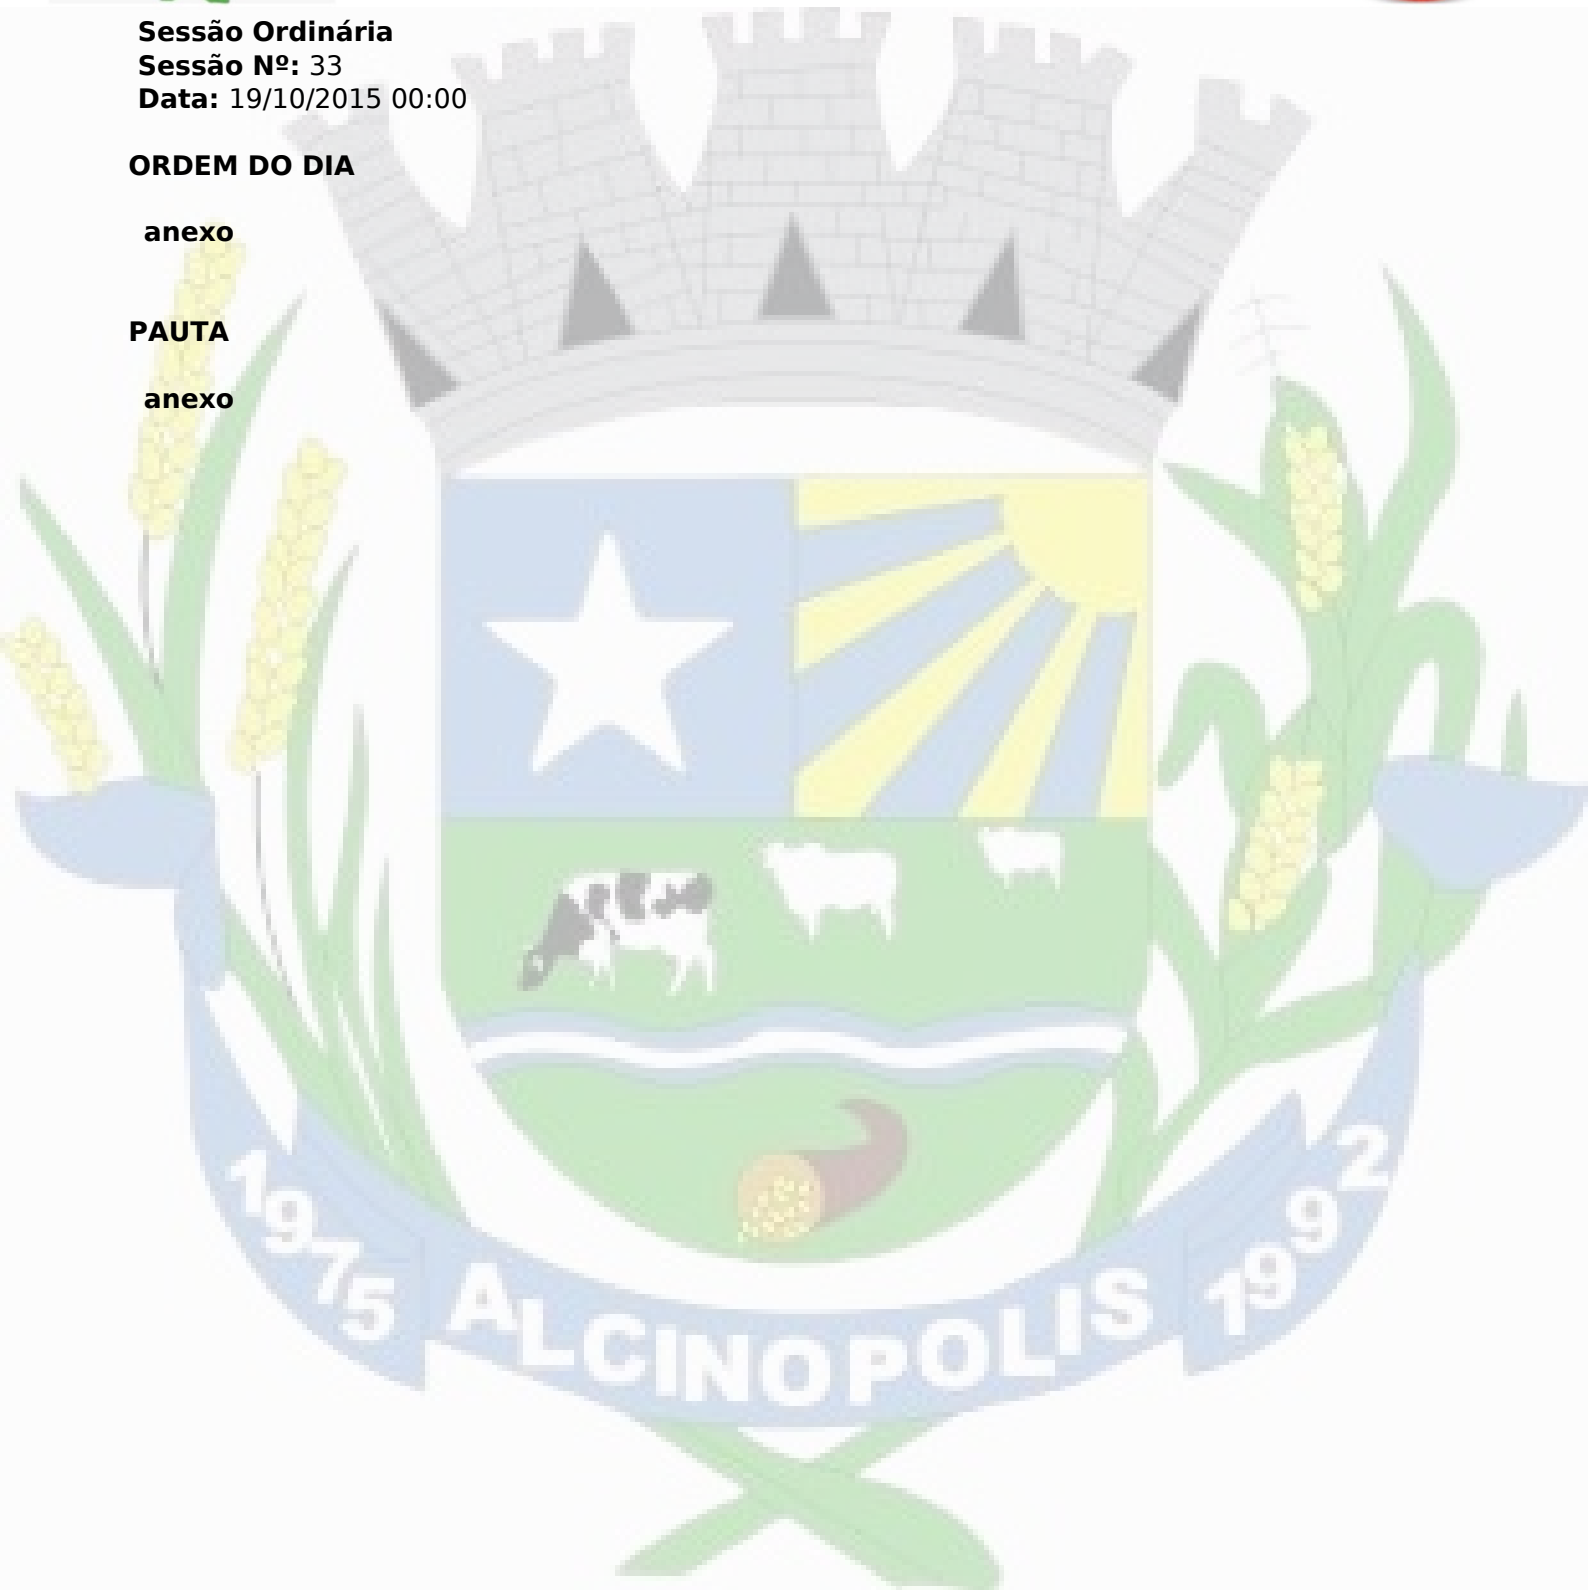 Sessão Ordinária
Sessão Nº: 33
Data: 19/10/2015 00:00
ORDEM DO DIA
anexo
PAUTA
anexo
1975 ALCINOPOLIS 1992